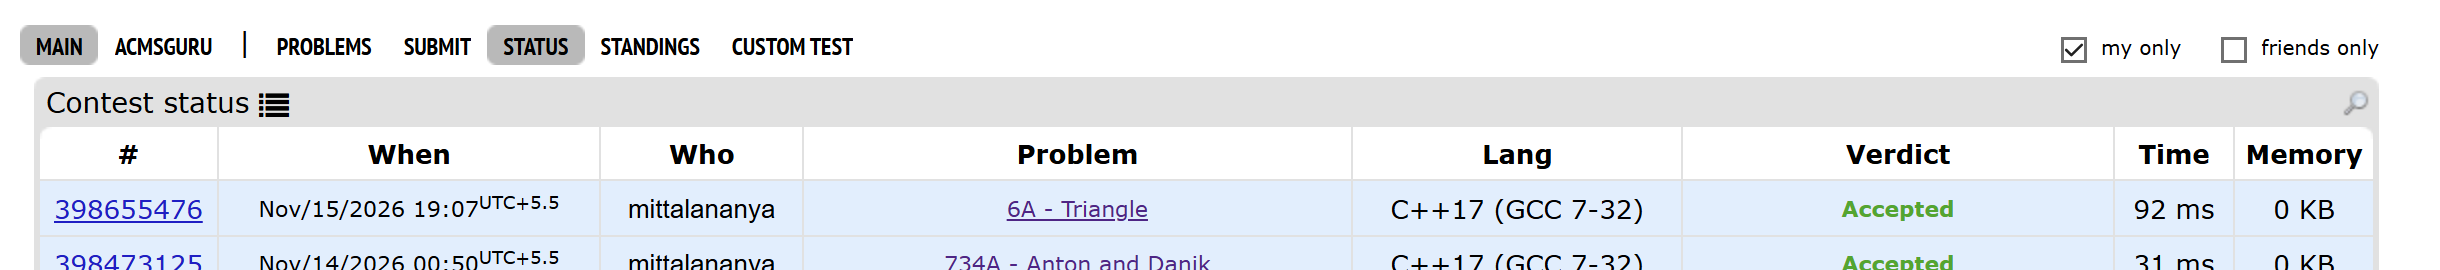 MAIN ACMSGURU | PROBLEMS SUBMIT STATUS STANDINGS CUSTOM TEST my only friends only
Contest status
# When Who Problem Lang Verdict Time Memory
398655476 Nov/15/2026 19:07UTC+5.5 mittalananya 6A - Triangle C++17 (GCC 7-32) Accepted 92 ms 0 KB
398473125 Nov/14/2026 00:50UTC+5.5 mittalananya 734A - Anton and Danik C++17 (GCC 7-32) Accepted 31 ms 0 KB